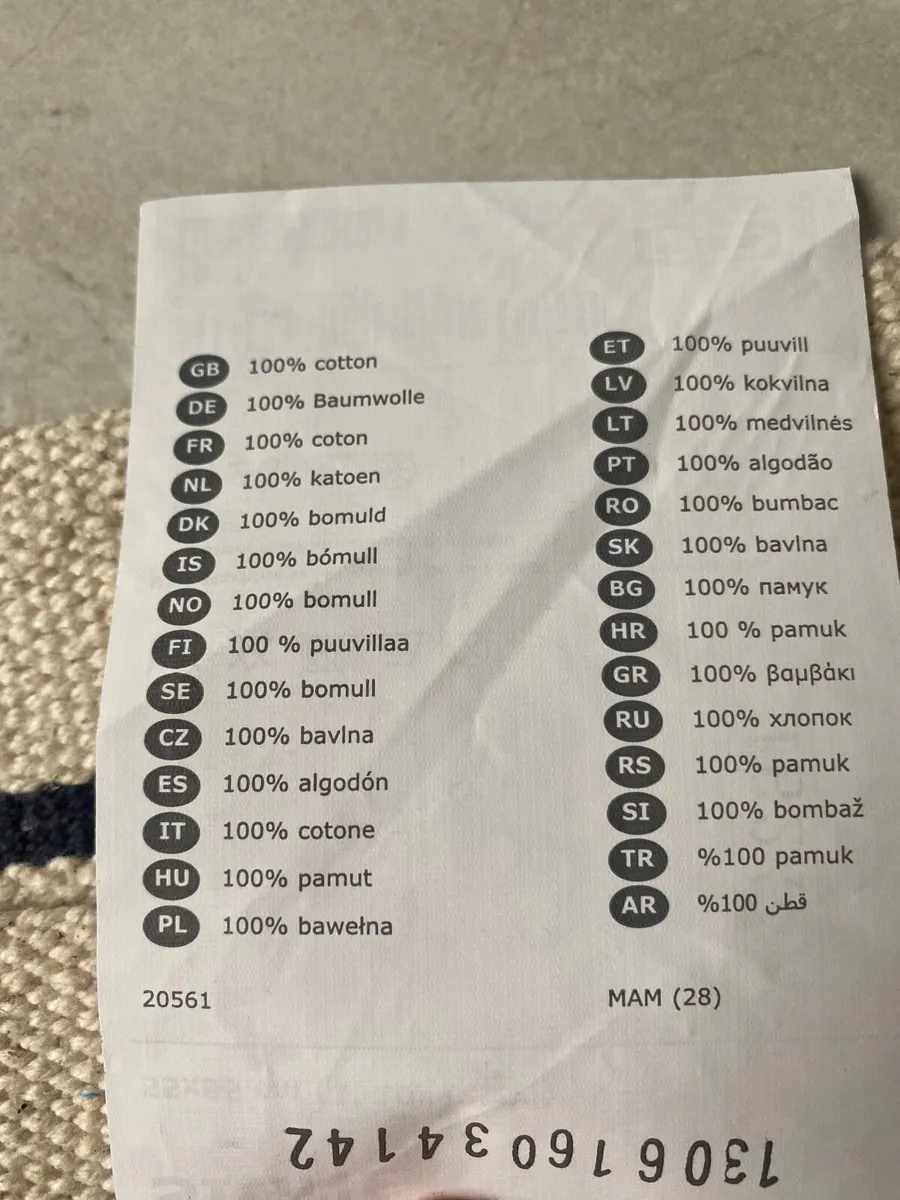 GB 100% cotton
DE 100% Baumwolle
FR 100% coton
NL 100% katoen
DK 100% bomuld
IS 100% bómull
NO 100% bomull
FI 100 % puuvillaa
SE 100% bomull
CZ 100% bavlna
ES 100% algodón
IT 100% cotone
HU 100% pamut
PL 100% bawełna
20561
ET 100% puuvill
LV 100% kokvilna
LT 100% medvilnės
PT 100% algodão
RO 100% bumbac
SK 100% bavlna
BG 100% памук
HR 100 % pamuk
GR 100% βαμβάκι
RU 100% хлопок
RS 100% pamuk
SI 100% bombaž
TR %100 pamuk
AR %100 قطن
MAM (28)
130616034142